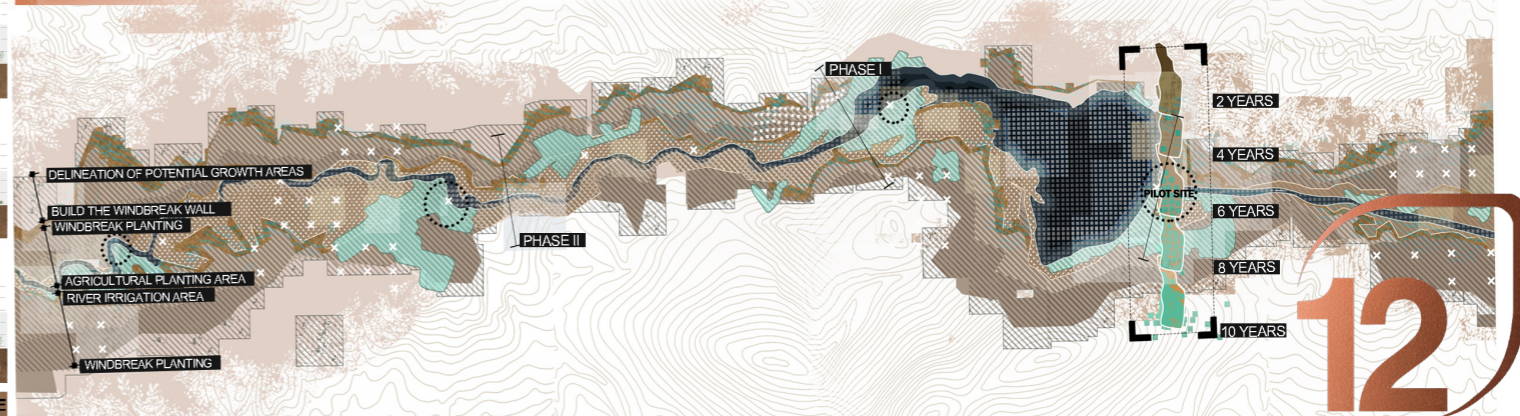 PHASE I
2 YEARS
4 YEARS
DELINEATION OF POTENTIAL GROWTH AREAS
PILOT SITE
BUILD THE WINDBREAK WALL
6 YEARS
WINDBREAK PLANTING
PHASE II
8 YEARS
AGRICULTURAL PLANTING AREA
RIVER IRRIGATION AREA
10 YEARS
WINDBREAK PLANTING
12